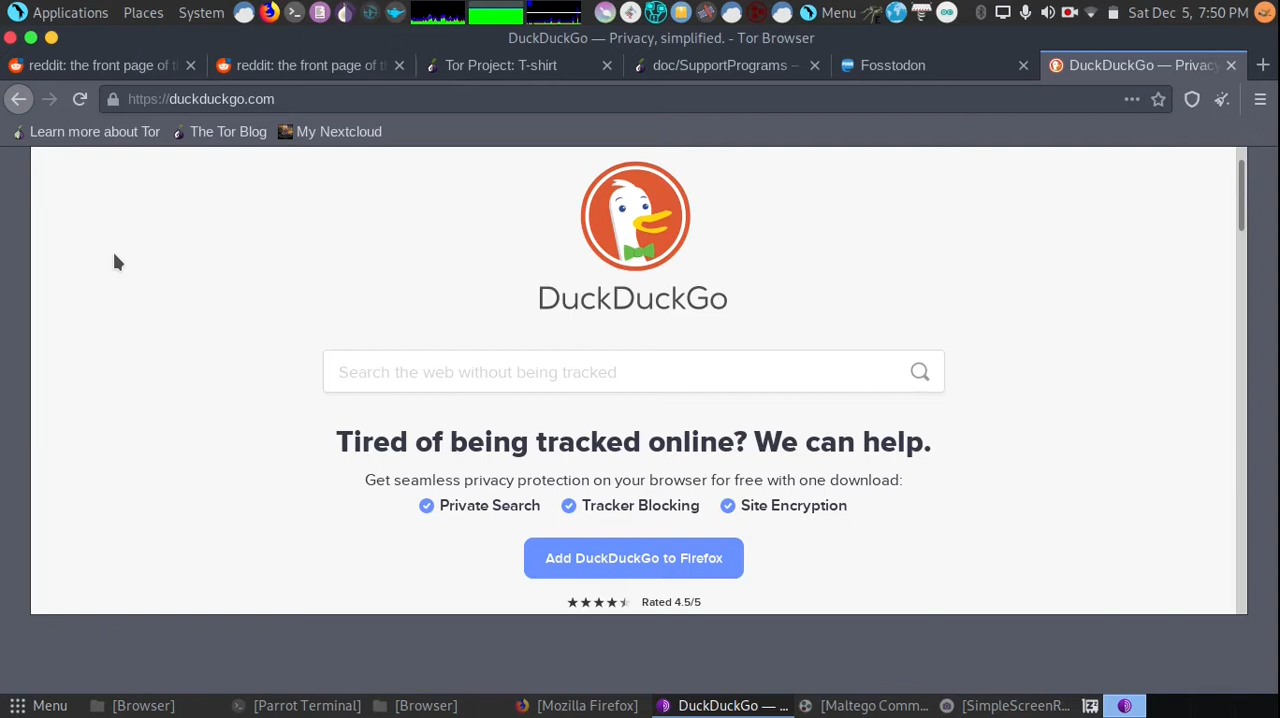 Applications Places System Menu Sat Dec 5, 7:50 PM
DuckDuckGo — Privacy, simplified. - Tor Browser
reddit: the front page of reddit: the front page of Tor Project: T-shirt doc/SupportPrograms – Fosstodon DuckDuckGo — Privacy
https://duckduckgo.com
Learn more about Tor The Tor Blog My Nextcloud
DuckDuckGo
Search the web without being tracked
Tired of being tracked online? We can help.
Get seamless privacy protection on your browser for free with one download:
Private Search Tracker Blocking Site Encryption
Add DuckDuckGo to Firefox
Rated 4.5/5
Menu [Browser] [Parrot Terminal] [Browser] [Mozilla Firefox] DuckDuckGo — ... [Maltego Comm... [SimpleScreenR...